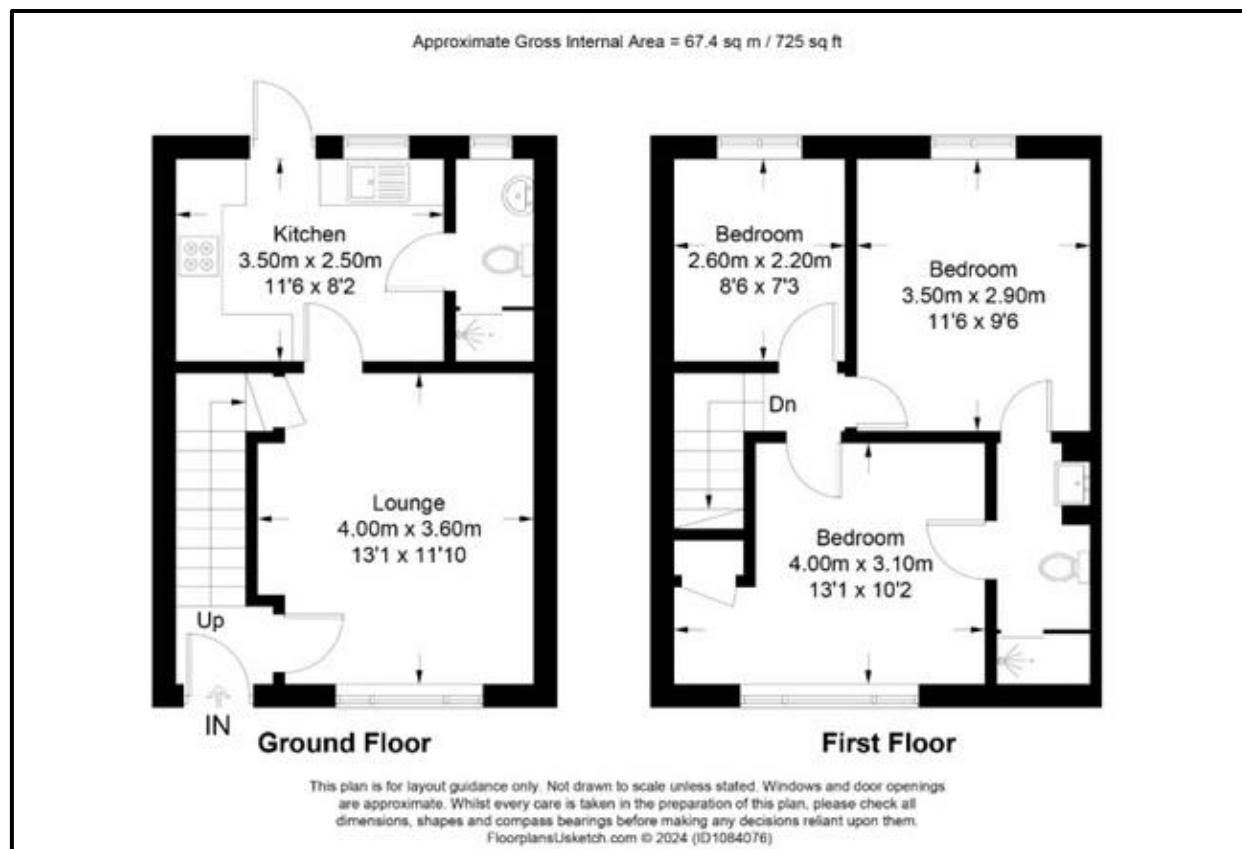 Approximate Gross Internal Area = 67.4 sq m / 725 sq ft
Kitchen
3.50m x 2.50m
11'6 x 8'2
Lounge
4.00m x 3.60m
13'1 x 11'10
Up
IN
Ground Floor
Bedroom
2.60m x 2.20m
8'6 x 7'3
Bedroom
3.50m x 2.90m
11'6 x 9'6
Dn
Bedroom
4.00m x 3.10m
13'1 x 10'2
First Floor
This plan is for layout guidance only. Not drawn to scale unless stated. Windows and door openings
are approximate. Whilst every care is taken in the preparation of this plan, please check all
dimensions, shapes and compass bearings before making any decisions reliant upon them.
FloorplansUsketch.com © 2024 (ID1084076)